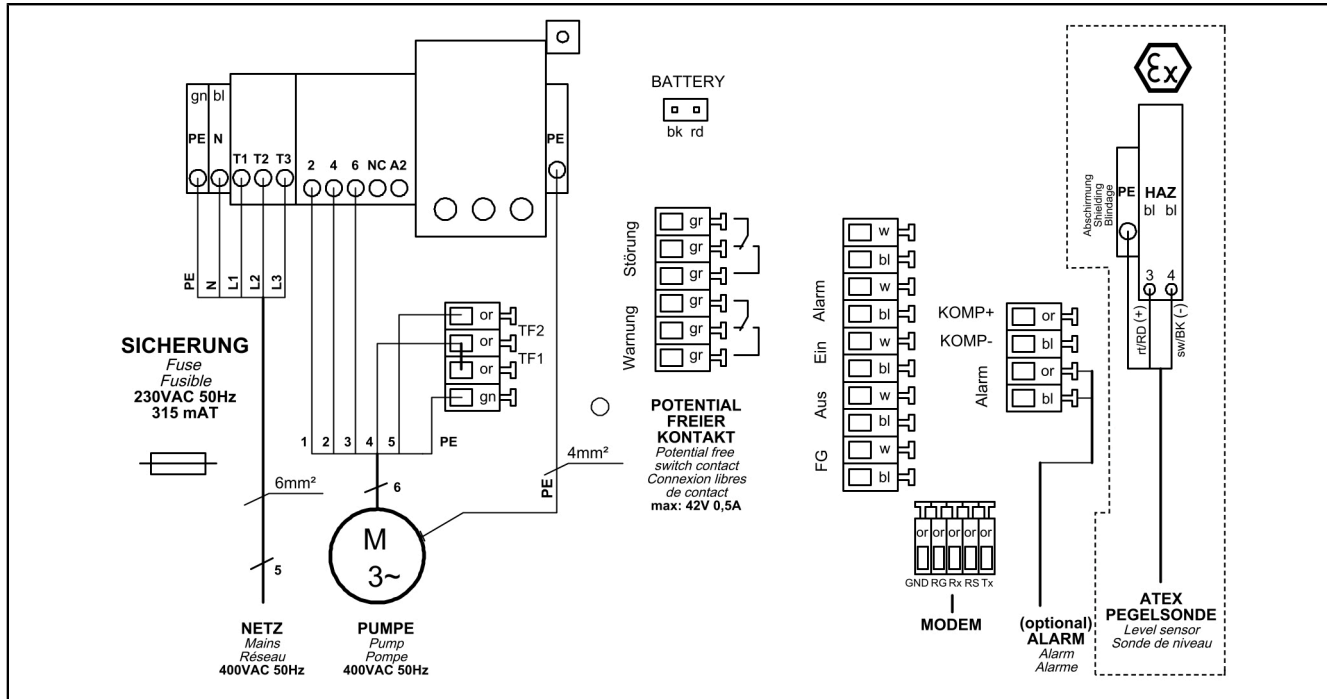 gn bl
PE N
T1 T2 T3
2 4 6 NC A2
PE
PE
N
L1
L2
L3
SICHERUNG
Fuse
Fusible
230VAC 50Hz
315 mAT
6mm²
5
NETZ
Mains
Réseau
400VAC 50Hz
1 2 3 4 5 PE
6
M
3~
PUMPE
Pump
Pompe
400VAC 50Hz
or
or
or
gn
TF2
TF1
4mm²
PE
BATTERY
bk rd
Störung
gr
gr
gr
Warnung
gr
gr
gr
POTENTIAL
FREIER
KONTAKT
Potential free
switch contact
Connexion libres
de contact
max: 42V 0,5A
w
bl
Alarm
w
bl
Ein
w
bl
Aus
w
bl
FG
w
bl
or or or or or
GND RG Rx RS Tx
MODEM
KOMP+ or
KOMP- bl
Alarm
or
bl
(optional)
ALARM
Alarm
Alarme
Ex
Abschirmung
Shielding
Blindage
PE
HAZ
bl bl
3 4
rt/RD (+)
sw/BK (-)
ATEX
PEGELSONDE
Level sensor
Sonde de niveau